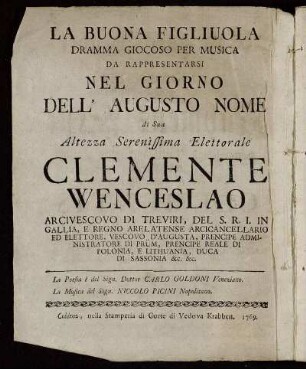 LA BUONA FIGLIUOLA
DRAMMA GIOCOSO PER MUSICA
DA RAPPRESENTARSI
NEL GIORNO
DELL' AUGUSTO NOME
di Sua
Altezza Serenissima Elettorale
CLEMENTE
WENCESLAO
ARCIVESCOVO DI TREVIRI, DEL S. R. I. IN
GALLIA, E REGNO ARELATENSE ARCICANCELLARIO
ED ELETTORE, VESCOVO D'AUGUSTA, PRENCIPE ADMI-
NISTRATORE DI PRUM, PRENCIPE REALE DI
POLONIA, E LITHUANIA, DUCA
DI SASSONIA &c. &c.
La Poesia è del Sign. Dottor CARLO GOLDONI Veneziano.
La Musica del Sign. NICCOLO PICINI Napolitano.
Coblenz, nella Stamperia di Corte di Vedova Krabben. 1769.